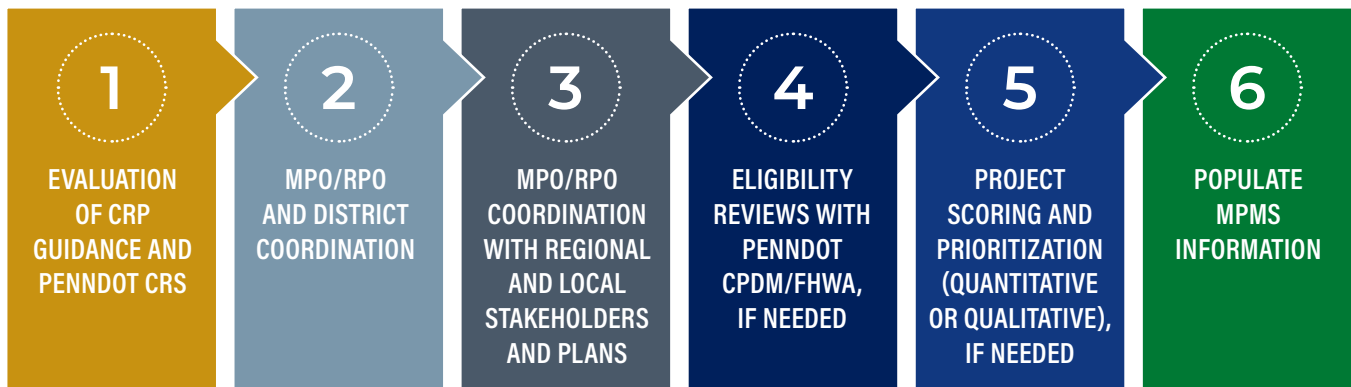 1
EVALUATION
OF CRP
GUIDANCE AND
PENNDOT CRS
2
MPO/RPO
AND DISTRICT
COORDINATION
3
MPO/RPO
COORDINATION
WITH REGIONAL
AND LOCAL
STAKEHOLDERS
AND PLANS
4
ELIGIBILITY
REVIEWS WITH
PENNDOT
CPDM/FHWA,
IF NEEDED
5
PROJECT
SCORING AND
PRIORITIZATION
(QUANTITATIVE
OR QUALITATIVE),
IF NEEDED
6
POPULATE
MPMS
INFORMATION